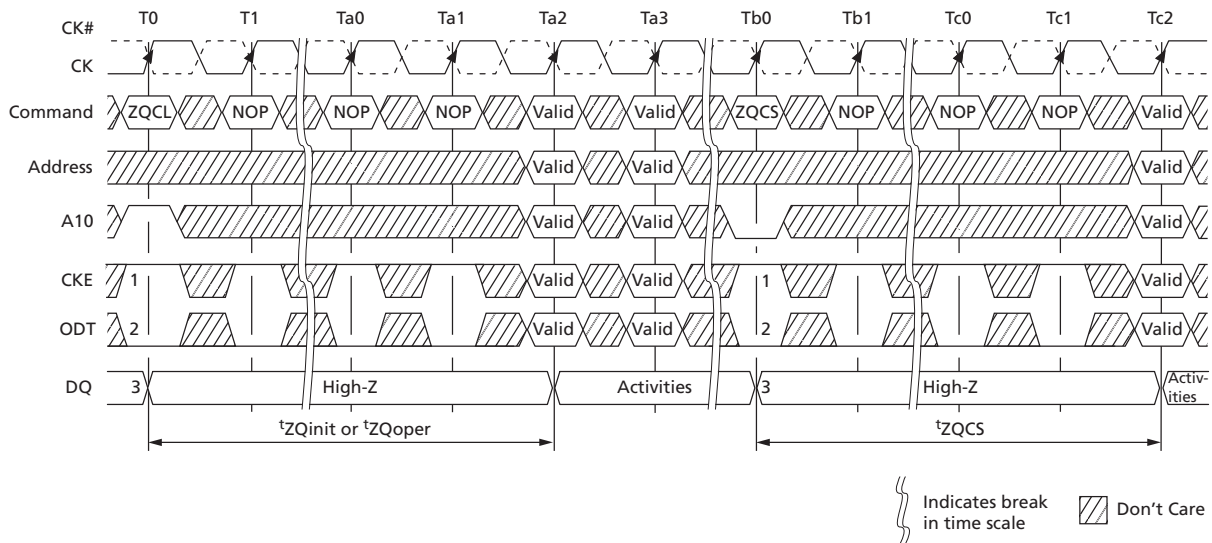 T0 T1 Ta0 Ta1 Ta2 Ta3 Tb0 Tb1 Tc0 Tc1 Tc2
CK#
CK
Command ZQCL NOP NOP NOP Valid Valid ZQCS NOP NOP NOP Valid
Address Valid Valid Valid
A10 Valid Valid Valid
CKE 1 Valid Valid 1 Valid
ODT 2 Valid Valid 2 Valid
DQ 3 High-Z Activities 3 High-Z Activ-
ities
tZQinit or tZQoper tZQCS
Indicates break
in time scale
Don't Care